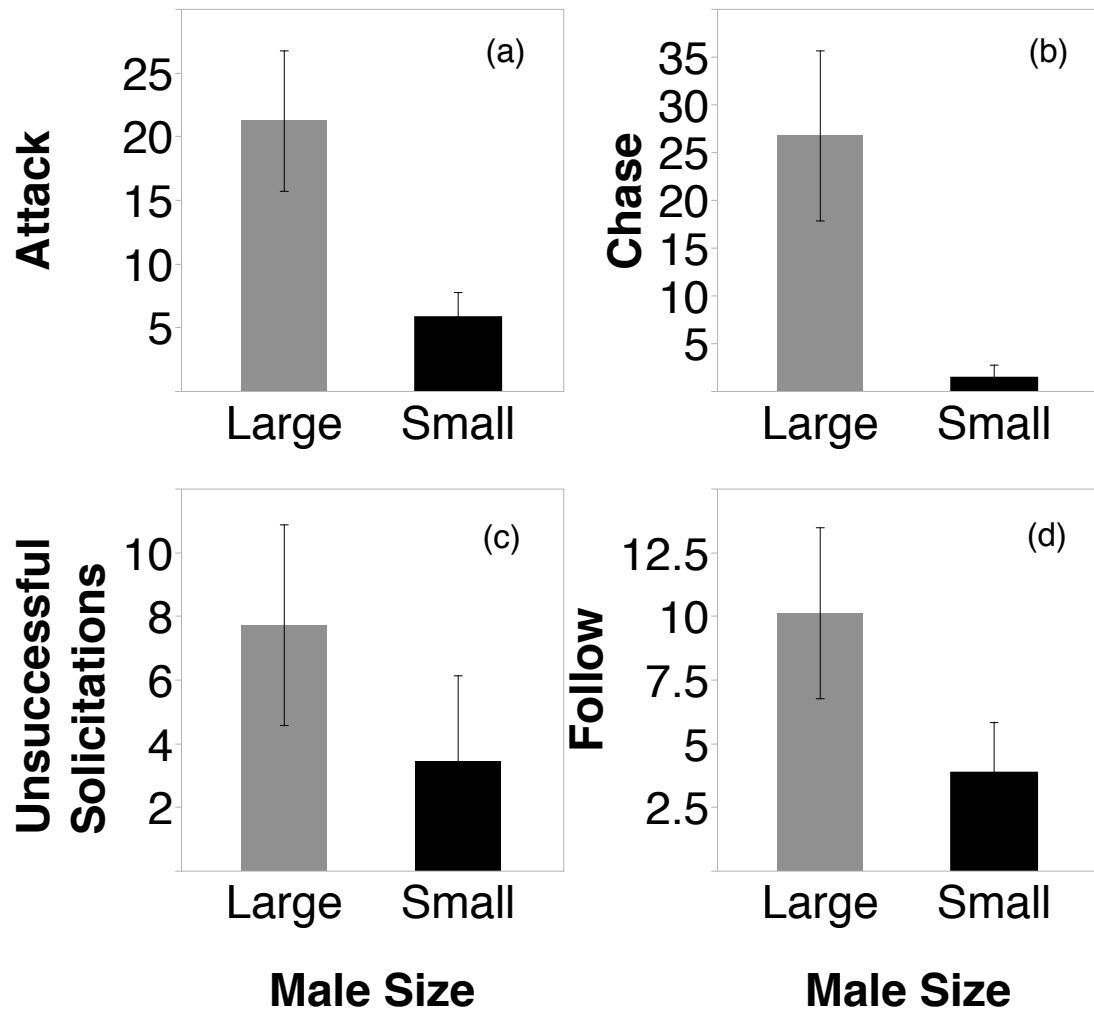 (a)
Attack
25
20
15
10
5
Large Small
(b)
Chase
35
30
25
20
15
10
5
Large Small
(c)
Unsuccessful
Solicitations
10
8
6
4
2
Large Small
Male Size
(d)
Follow
12.5
10
7.5
5
2.5
Large Small
Male Size